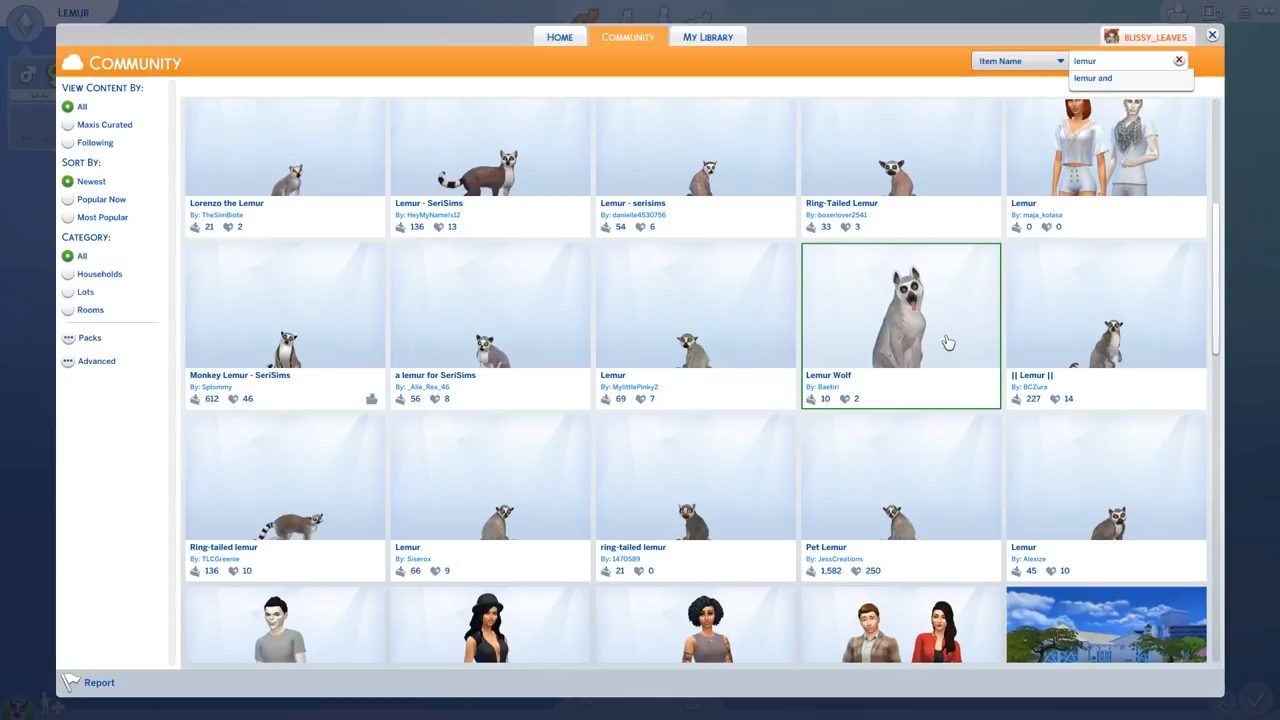 LEMUR
HOME
COMMUNITY
MY LIBRARY
BLISSY_LEAVES
COMMUNITY
Item Name
lemur
lemur and
VIEW CONTENT BY:
All
Maxis Curated
Following
SORT BY:
Newest
Popular Now
Most Popular
CATEGORY:
All
Households
Lots
Rooms
Packs
Advanced
Lorenzo the Lemur
By: TheSimBiote
21 2
Lemur - SeriSims
By: HeyMyNameIs12
136 13
Lemur - serisims
By: danielle4530756
54 6
Ring-Tailed Lemur
By: boxerlover2541
33 3
Lemur
By: maja_kolasa
0 0
Monkey Lemur - SeriSims
By: Splommy
612 46
a lemur for SeriSims
By: _Alie_Rex_46
56 8
Lemur
By: MylittlePinky2
69 7
Lemur Wolf
By: Baetiri
10 2
|| Lemur ||
By: BCZura
227 14
Ring-tailed lemur
By: TLCGreenie
136 10
Lemur
By: Siserox
66 9
ring-tailed lemur
By: 1470589
21 0
Pet Lemur
By: JessCreations
1,582 250
Lemur
By: Alexize
45 10
Report